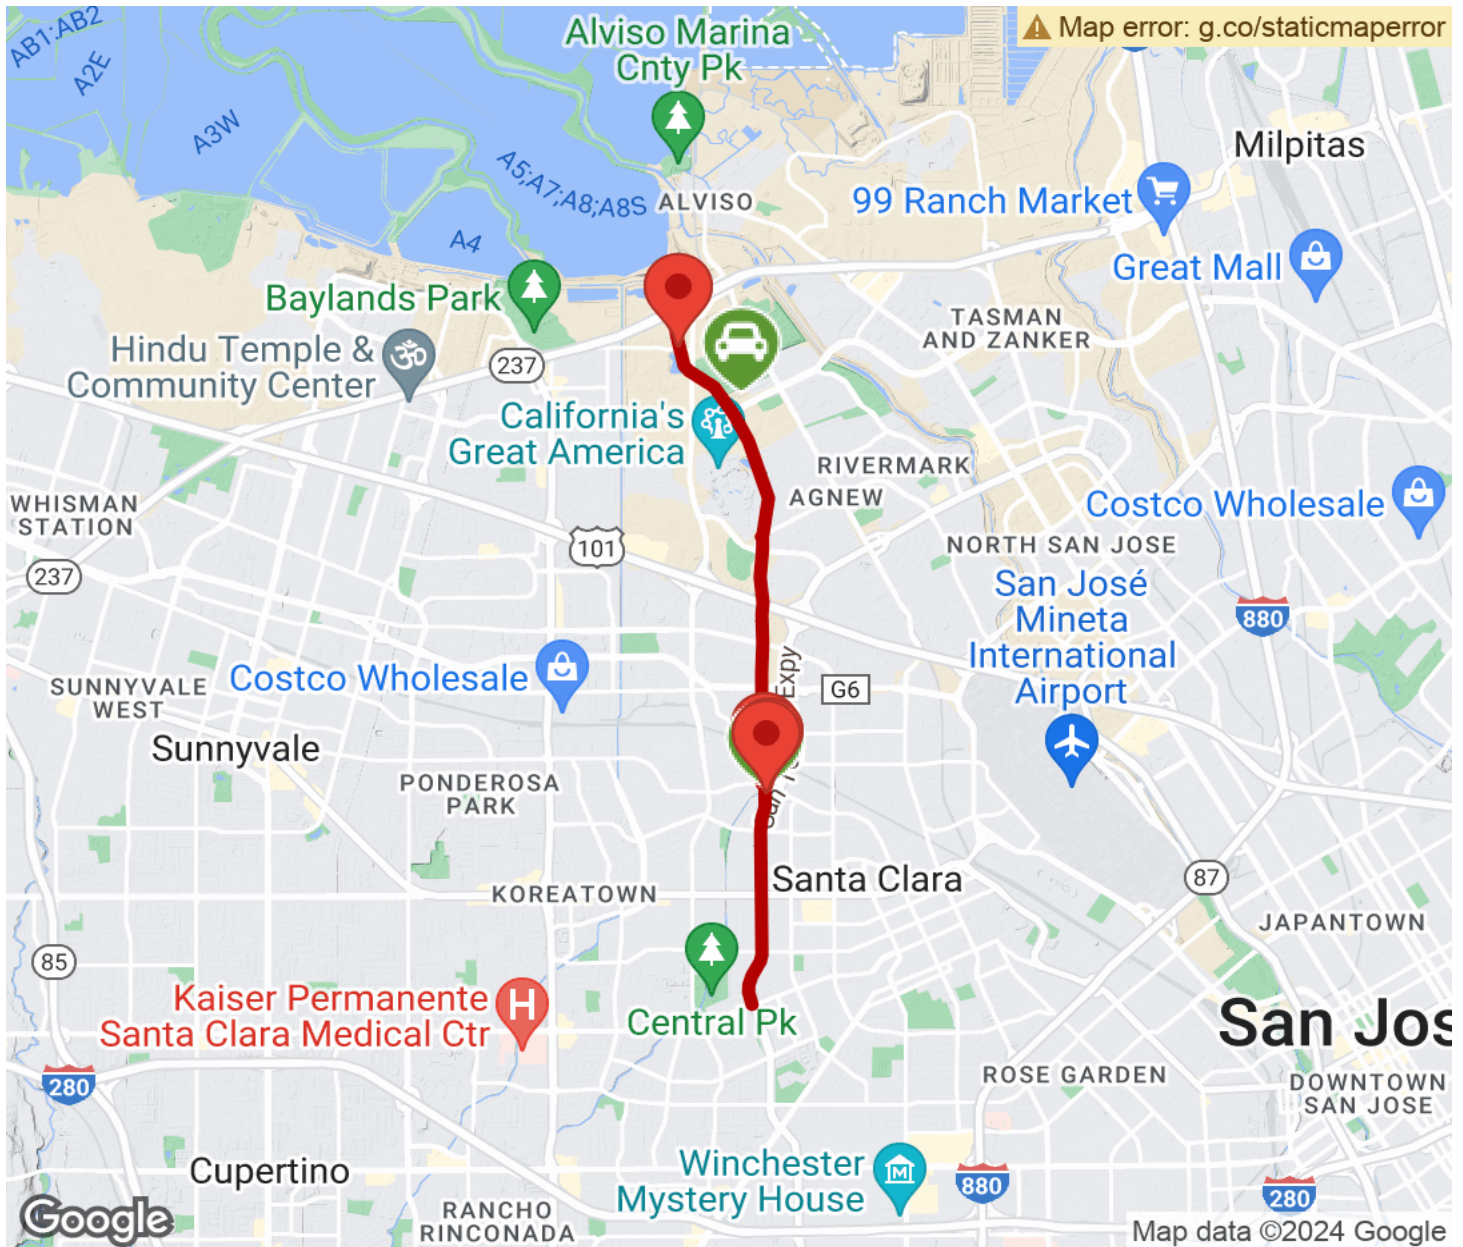 AB1;AB2
A2E
A3W
Alviso Marina
Cnty Pk
Map error: g.co/staticmaperror
Milpitas
A5;A7;A8;A8S
ALVISO
99 Ranch Market
A4
Great Mall
Baylands Park
TASMAN
AND ZANKER
Hindu Temple &
Community Center
237
California's
Great America
RIVERMARK
AGNEW
WHISMAN
STATION
Costco Wholesale
101
NORTH SAN JOSE
237
San José
Mineta
International
Airport
880
SUNNYVALE
WEST
Costco Wholesale
Expy
G6
Sunnyvale
PONDEROSA
PARK
San
Santa Clara
87
KOREATOWN
JAPANTOWN
85
Kaiser Permanente
Santa Clara Medical Ctr
H
Central Pk
San Jos
280
ROSE GARDEN
DOWNTOWN
SAN JOSE
Cupertino
Winchester
Mystery House
M
880
280
Google
RANCHO
RINCONADA
Map data ©2024 Google